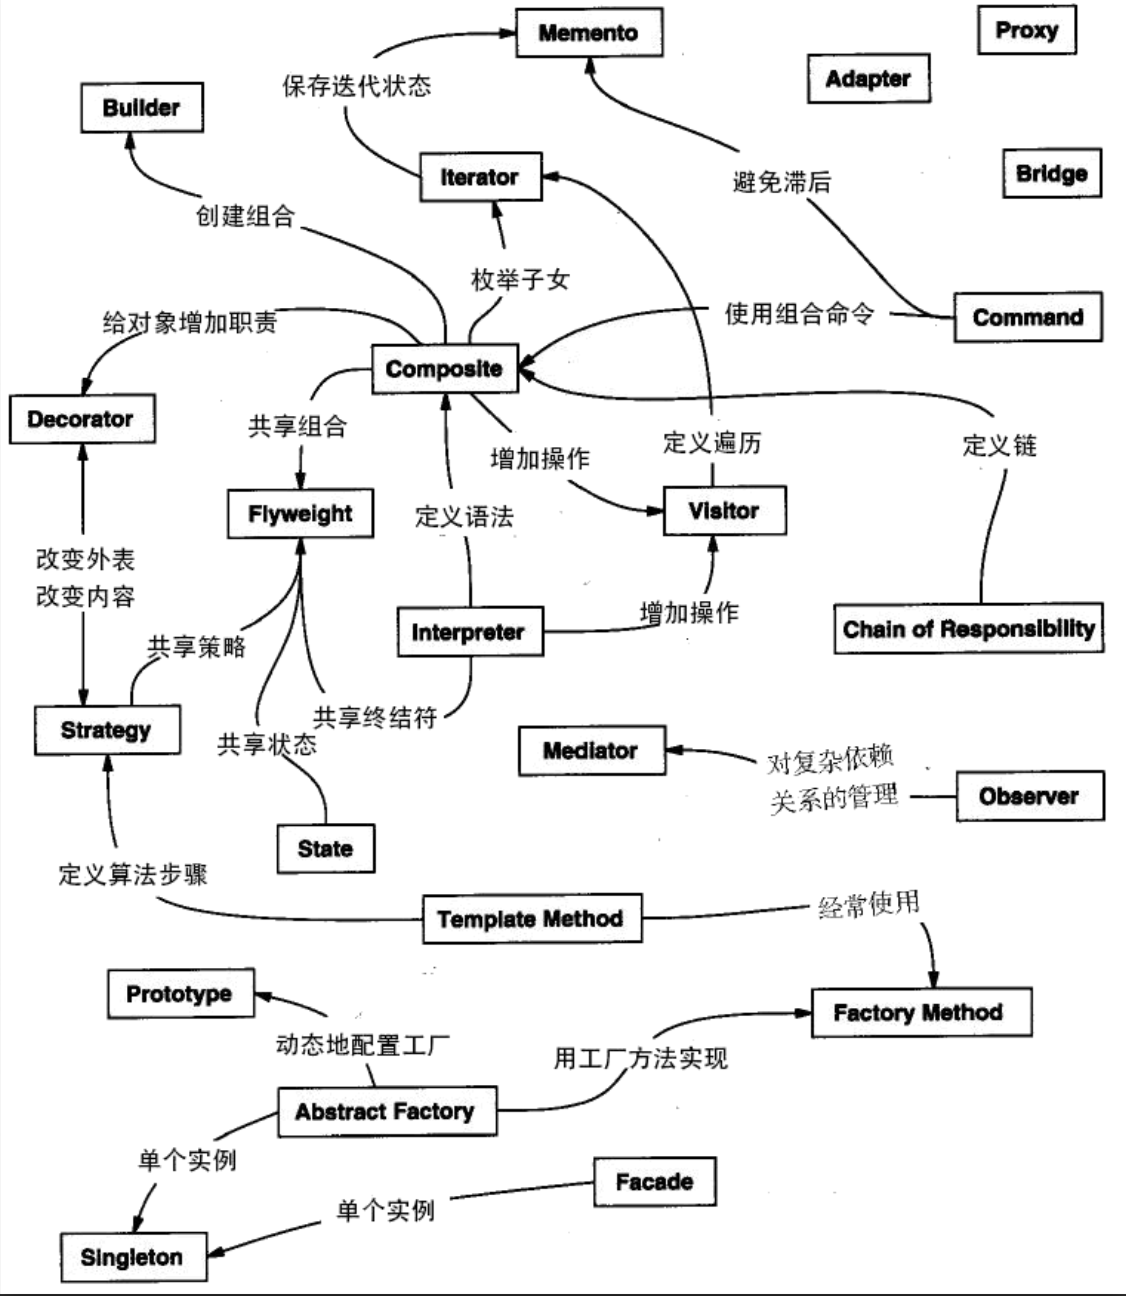 Proxy
Memento
Adapter
保存迭代状态
Builder
Iterator
Bridge
避免滞后
创建组合
枚举子女
使用组合命令
Command
给对象增加职责
Composite
Decorator
共享组合
增加操作
定义遍历
定义链
Flyweight
定义语法
Visitor
改变外表
改变内容
增加操作
Interpreter
Chain of Responsibility
共享策略
共享终结符
Strategy
共享状态
Mediator
对复杂依赖
关系的管理
Observer
State
定义算法步骤
Template Method
经常使用
Prototype
Factory Method
动态地配置工厂
用工厂方法实现
Abstract Factory
单个实例
Facade
单个实例
Singleton